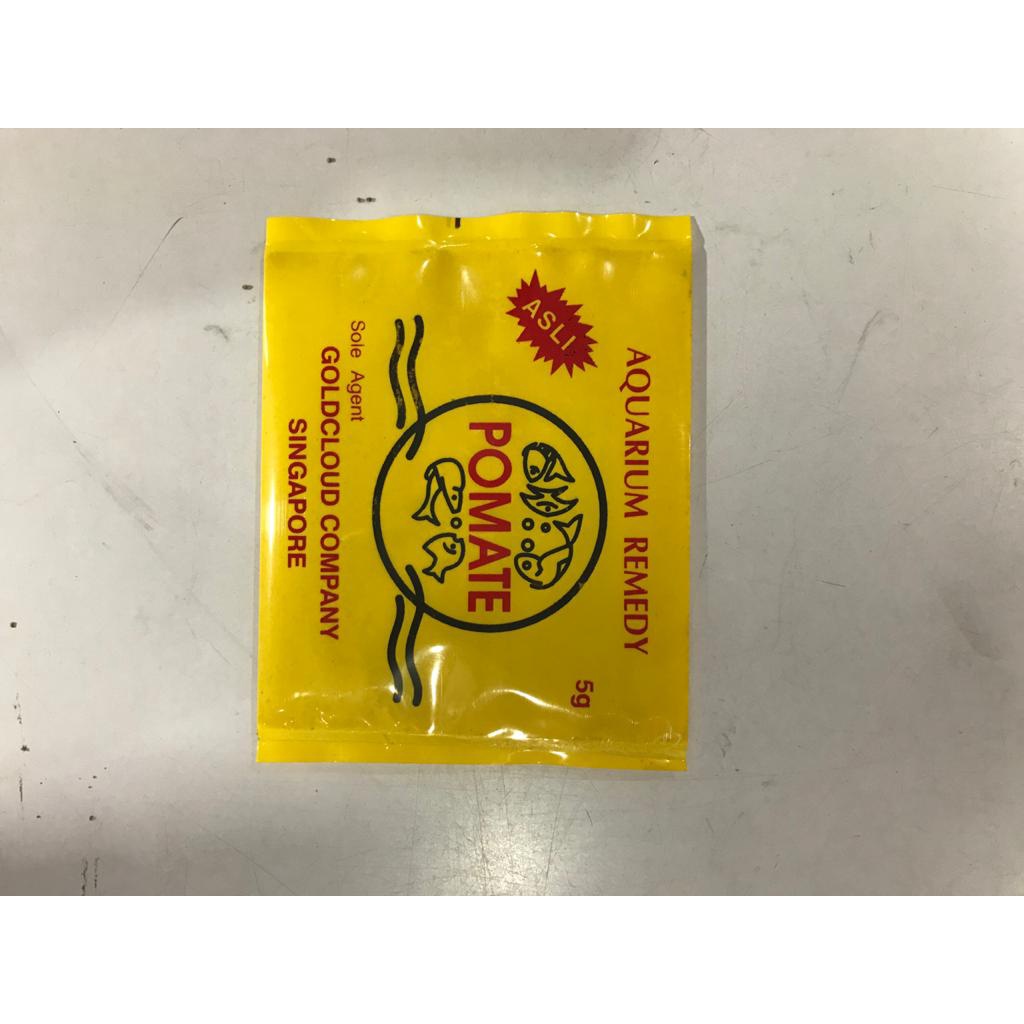 AQUARIUM REMEDY
ASLI
5g
POMATE
Sole Agent
GOLDCLOUD COMPANY
SINGAPORE